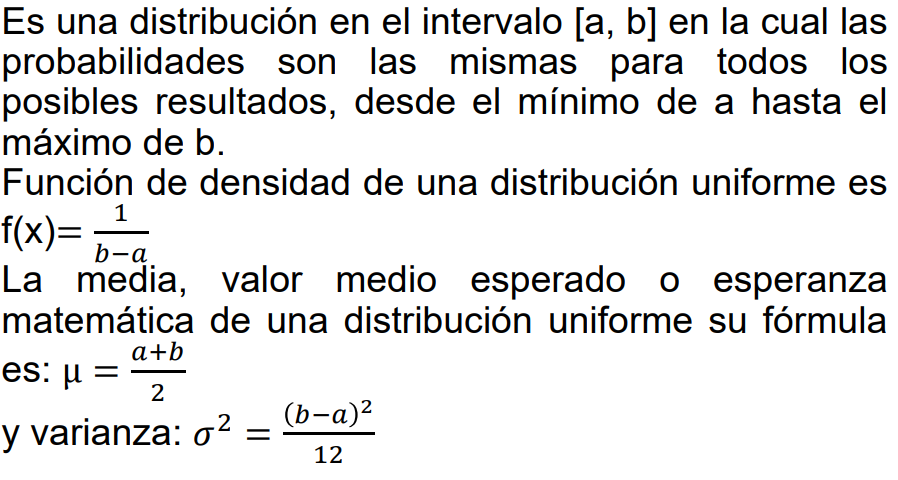 Es una distribución en el intervalo [a, b] en la cual las
probabilidades son las mismas para todos los
posibles resultados, desde el mínimo de a hasta el
máximo de b.
Función de densidad de una distribución uniforme es
f(x)= \frac{1}{b-a}
La media, valor medio esperado o esperanza
matemática de una distribución uniforme su fórmula
es: μ = \frac{a+b}{2}
y varianza: σ² = \frac{(b-a)²}{12}